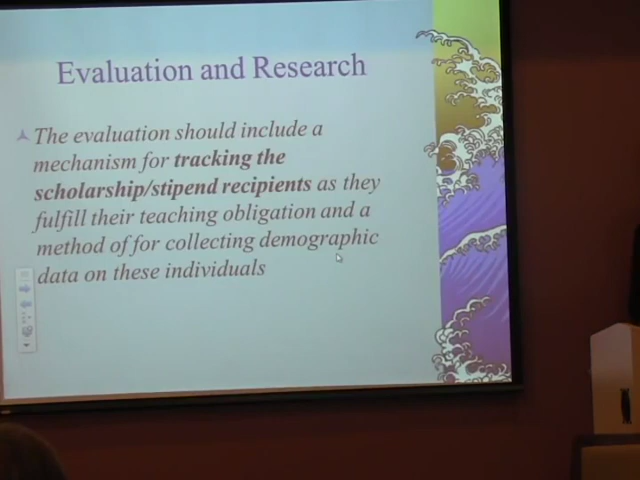 Evaluation and Research
The evaluation should include a
mechanism for tracking the
scholarship/stipend recipients as they
fulfill their teaching obligation and a
method of for collecting demographic
data on these individuals